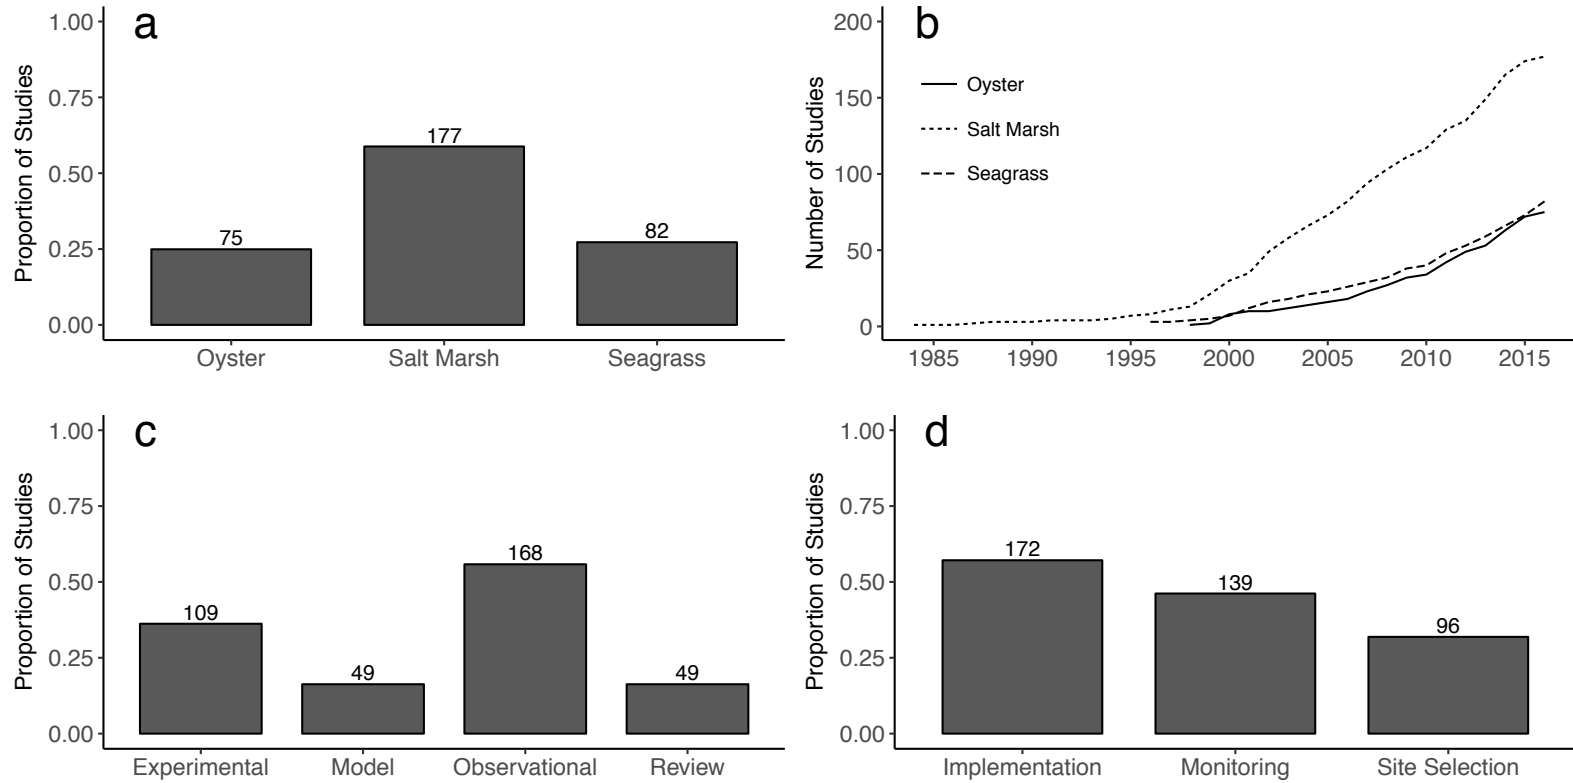 a
Proportion of Studies
1.00
0.75
0.50
0.25
0.00
75
177
82
Oyster Salt Marsh Seagrass
b
Number of Studies
200
150
100
50
0
Oyster
Salt Marsh
Seagrass
1985 1990 1995 2000 2005 2010 2015
c
Proportion of Studies
1.00
0.75
0.50
0.25
0.00
109
49
168
49
Experimental Model Observational Review
d
Proportion of Studies
1.00
0.75
0.50
0.25
0.00
172
139
96
Implementation Monitoring Site Selection